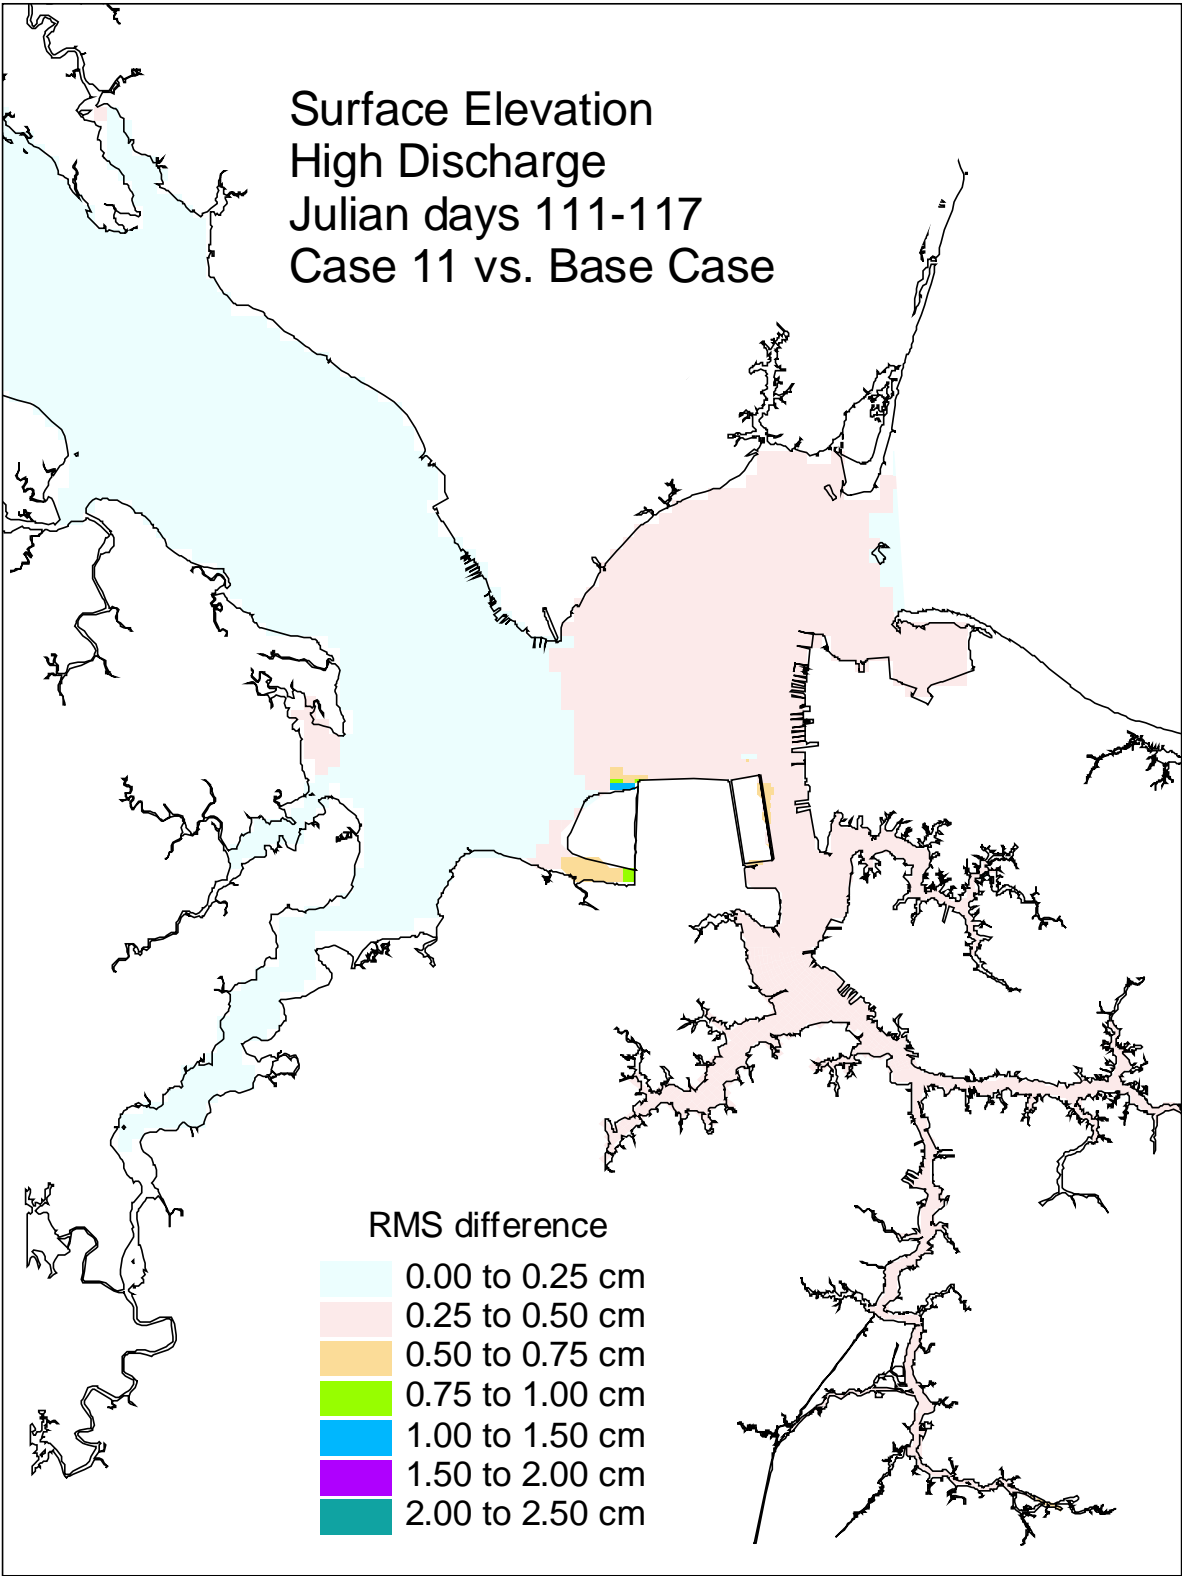 Surface Elevation
High Discharge
Julian days 111-117
Case 11 vs. Base Case
RMS difference
0.00 to 0.25 cm
0.25 to 0.50 cm
0.50 to 0.75 cm
0.75 to 1.00 cm
1.00 to 1.50 cm
1.50 to 2.00 cm
2.00 to 2.50 cm